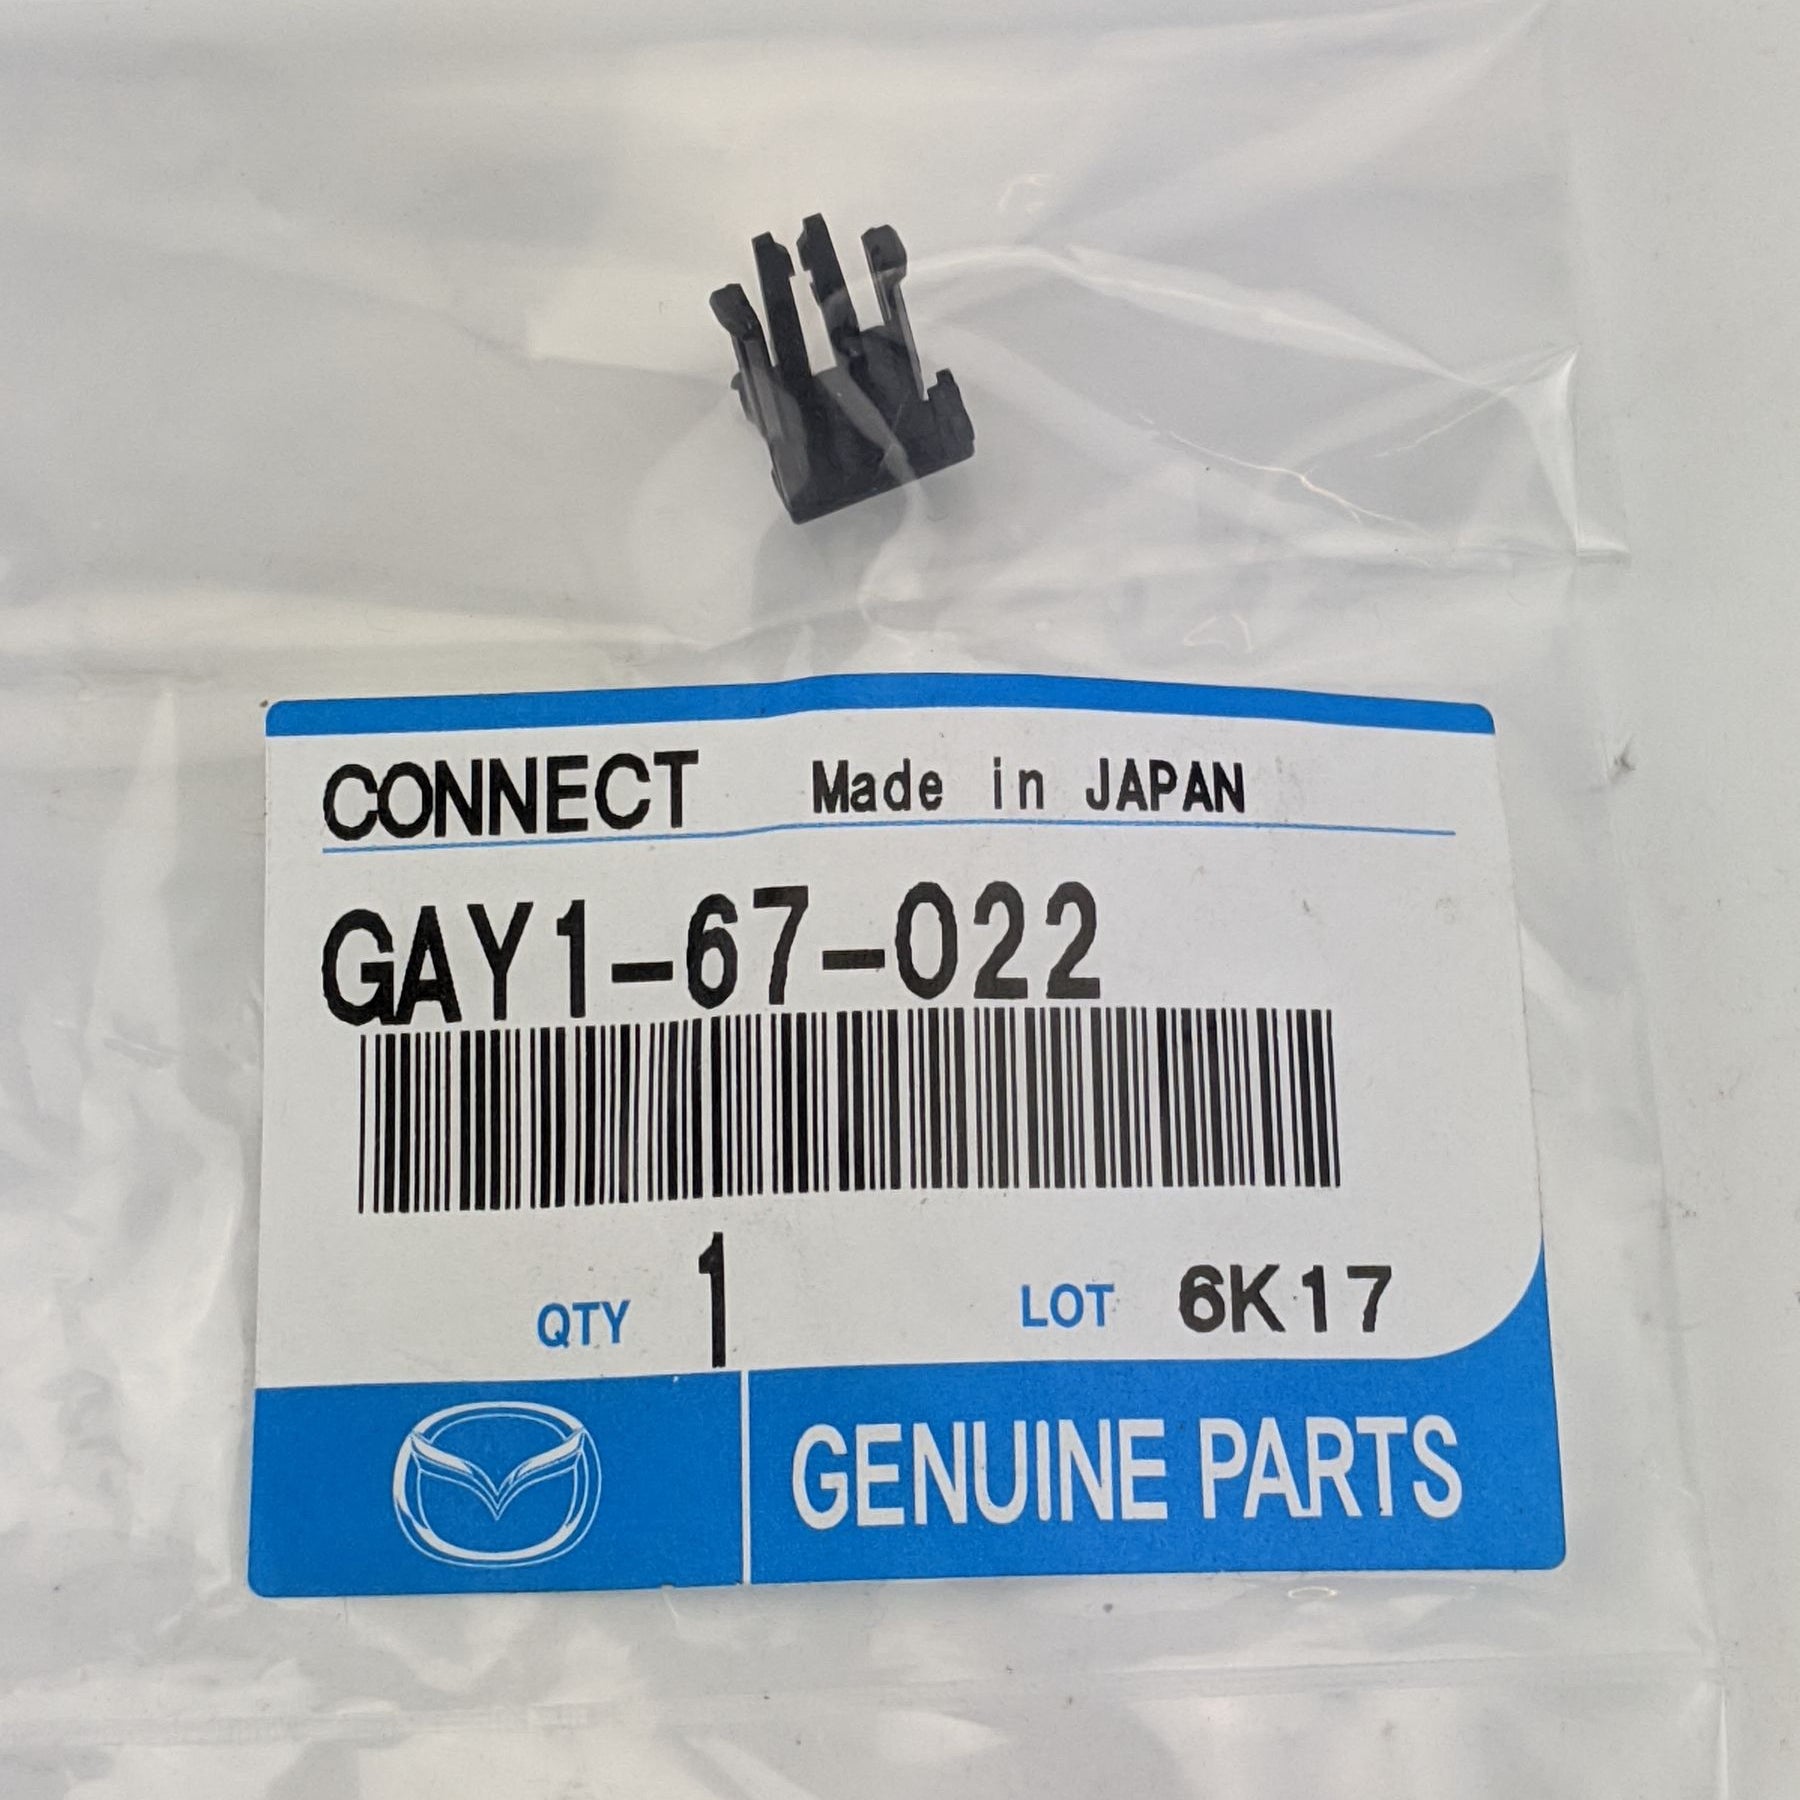 CONNECT Made in JAPAN
GAY1-67-022
QTY 1 LOT 6K17
GENUINE PARTS